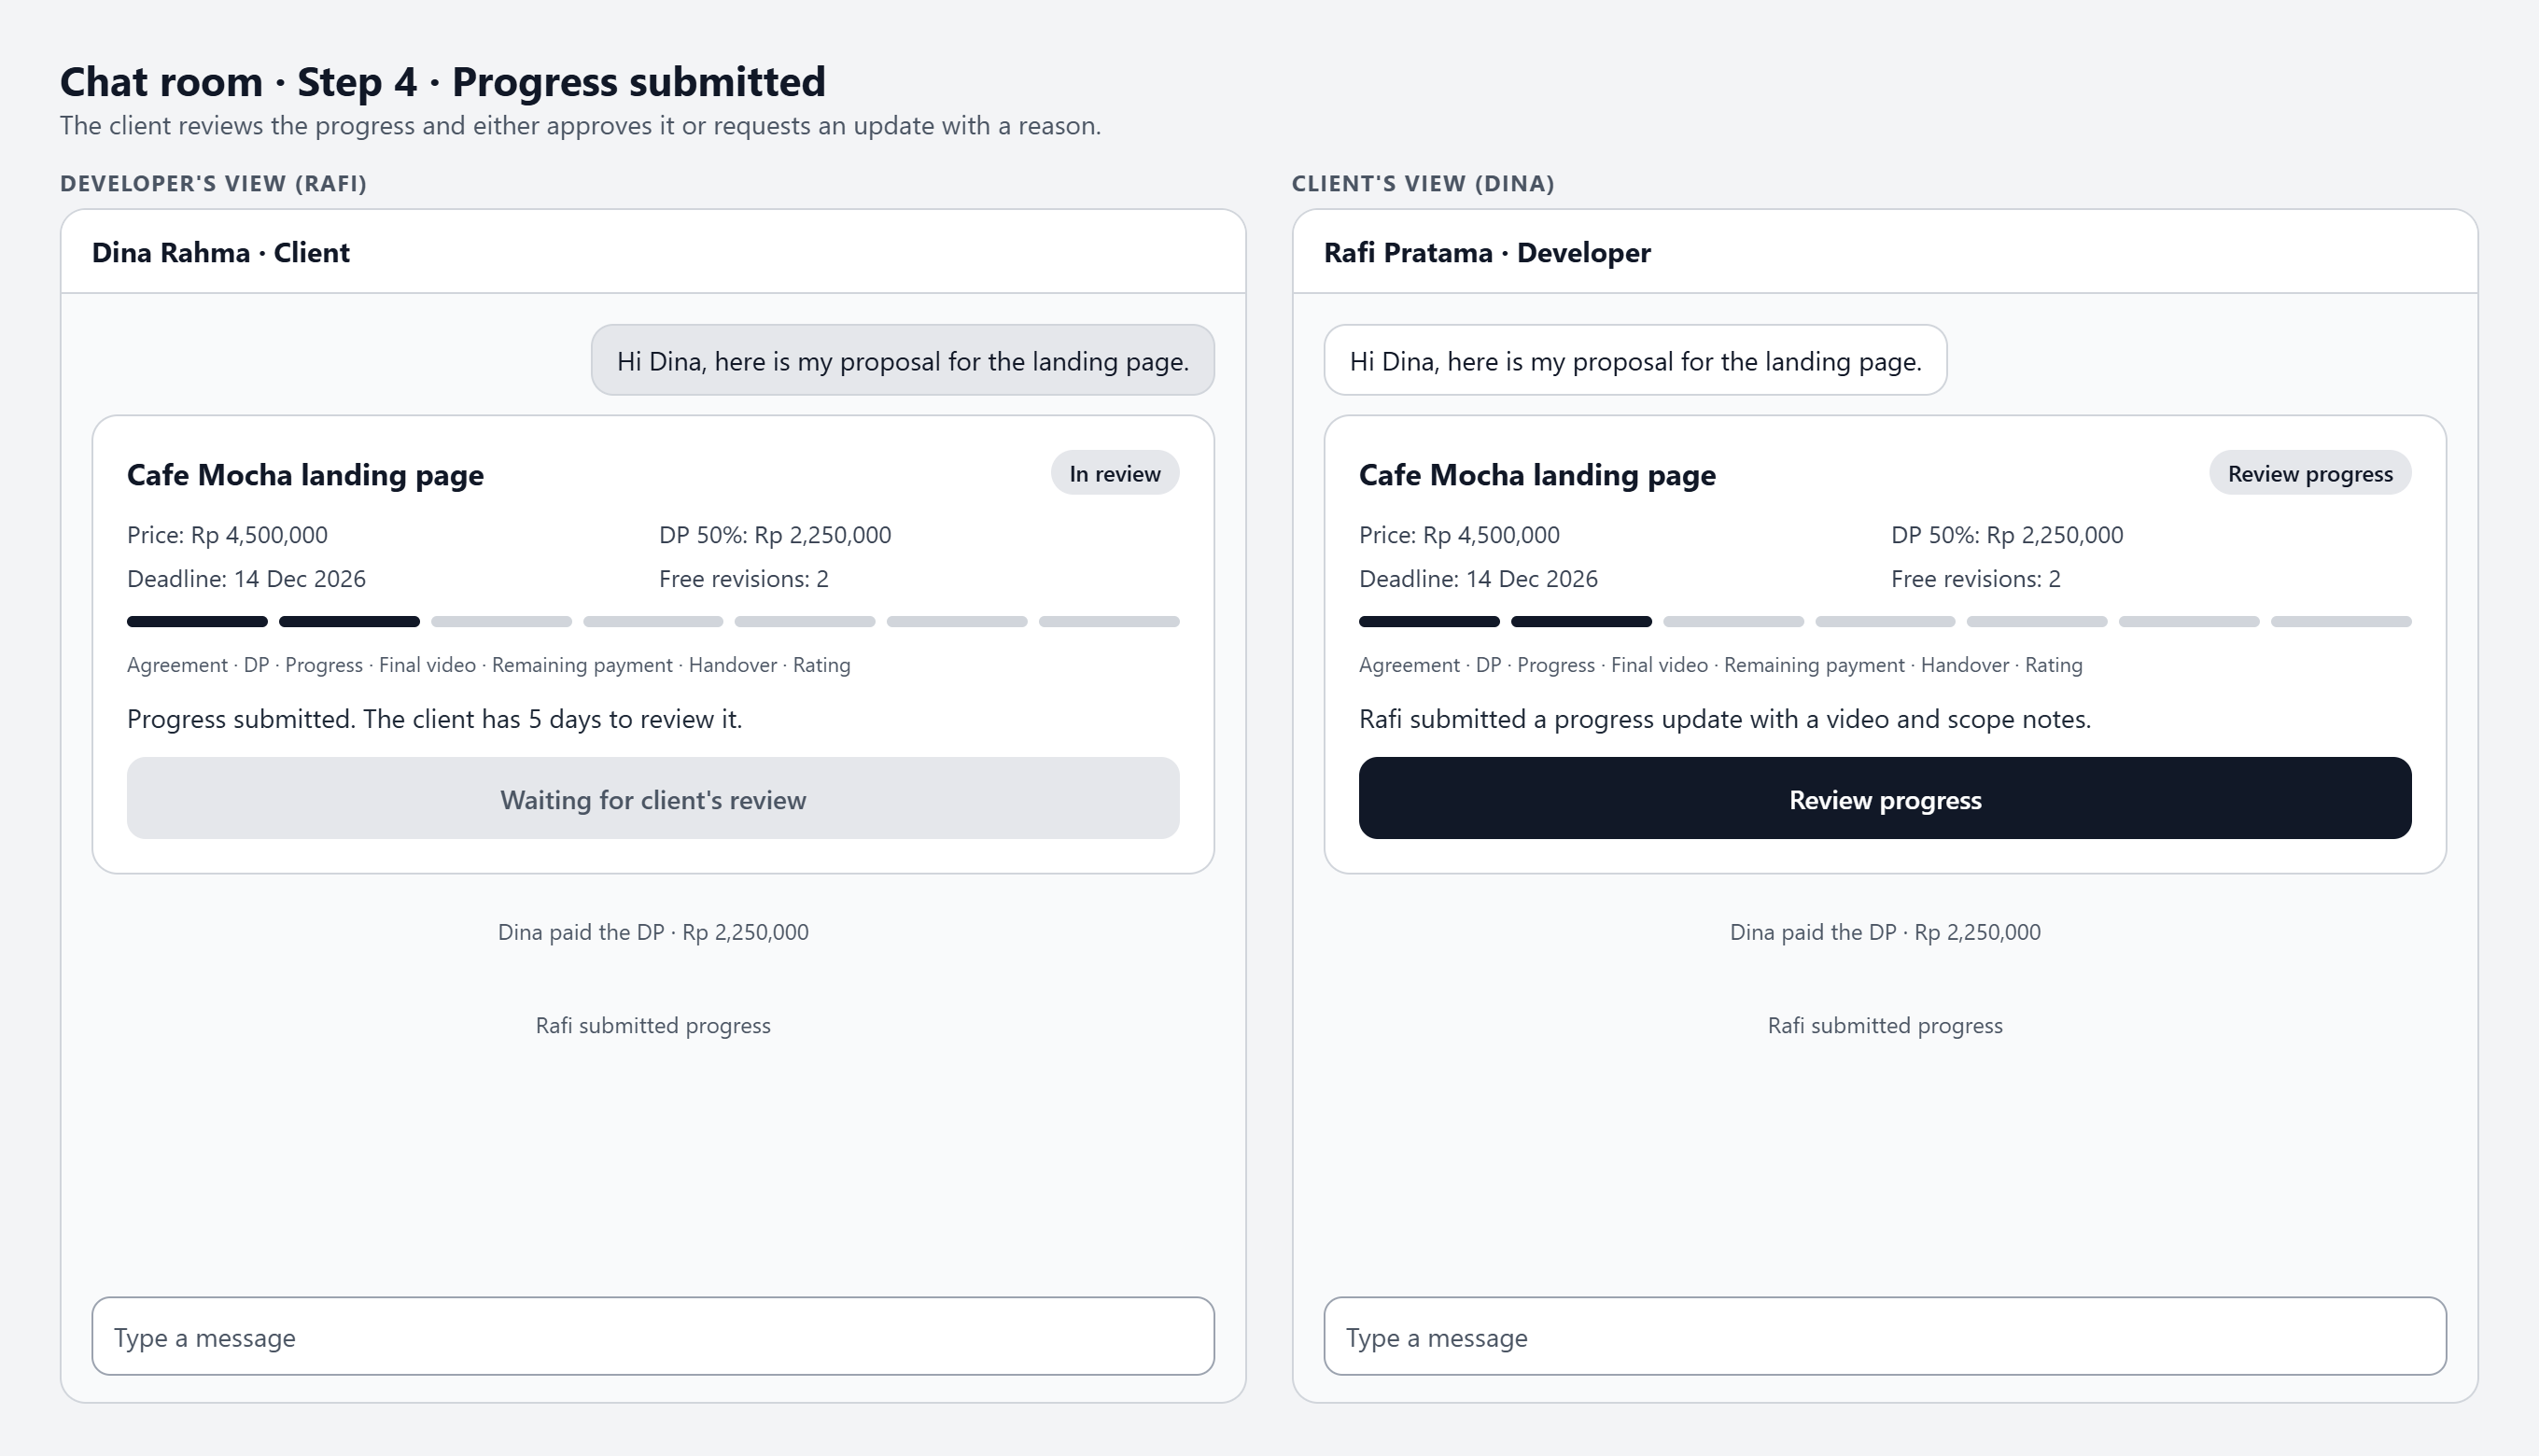 Chat room · Step 4 · Progress submitted
The client reviews the progress and either approves it or requests an update with a reason.
DEVELOPER'S VIEW (RAFI)
Dina Rahma · Client
Hi Dina, here is my proposal for the landing page.
Cafe Mocha landing page
In review
Price: Rp 4,500,000
DP 50%: Rp 2,250,000
Deadline: 14 Dec 2026
Free revisions: 2
Agreement · DP · Progress · Final video · Remaining payment · Handover · Rating
Progress submitted. The client has 5 days to review it.
Waiting for client's review
Dina paid the DP · Rp 2,250,000
Rafi submitted progress
Type a message
CLIENT'S VIEW (DINA)
Rafi Pratama · Developer
Hi Dina, here is my proposal for the landing page.
Cafe Mocha landing page
Review progress
Price: Rp 4,500,000
DP 50%: Rp 2,250,000
Deadline: 14 Dec 2026
Free revisions: 2
Agreement · DP · Progress · Final video · Remaining payment · Handover · Rating
Rafi submitted a progress update with a video and scope notes.
Review progress
Dina paid the DP · Rp 2,250,000
Rafi submitted progress
Type a message